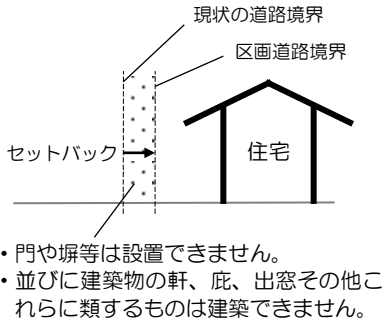 現状の道路境界
区画道路境界
セットバック
住宅
・門や塀等は設置できません。
・並びに建築物の軒、庇、出窓その他こ
れらに類するものは建築できません。